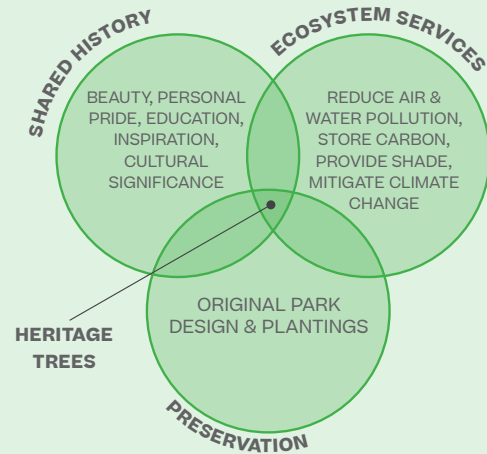 SHARED HISTORY
ECOSYSTEM SERVICES
BEAUTY, PERSONAL
PRIDE, EDUCATION,
INSPIRATION,
CULTURAL
SIGNIFICANCE
REDUCE AIR &
WATER POLLUTION,
STORE CARBON,
PROVIDE SHADE,
MITIGATE CLIMATE
CHANGE
ORIGINAL PARK
DESIGN & PLANTINGS
HERITAGE
TREES
PRESERVATION